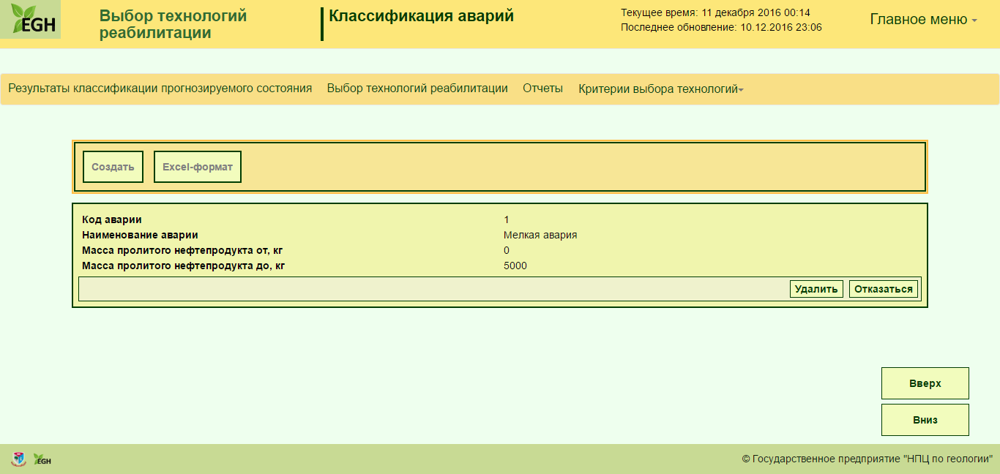 EGH
Выбор технологий
реабилитации
Классификация аварий
Текущее время: 11 декабря 2016 00:14
Последнее обновление: 10.12.2016 23:06
Главное меню
Результаты классификации прогнозируемого состояния Выбор технологий реабилитации Отчеты Критерии выбора технологий
Создать Excel-формат
Код аварии 1
Наименование аварии Мелкая авария
Масса пролитого нефтепродукта от, кг 0
Масса пролитого нефтепродукта до, кг 5000
Удалить Отказаться
Вверх
Вниз
EGH © Государственное предприятие "НПЦ по геологии"